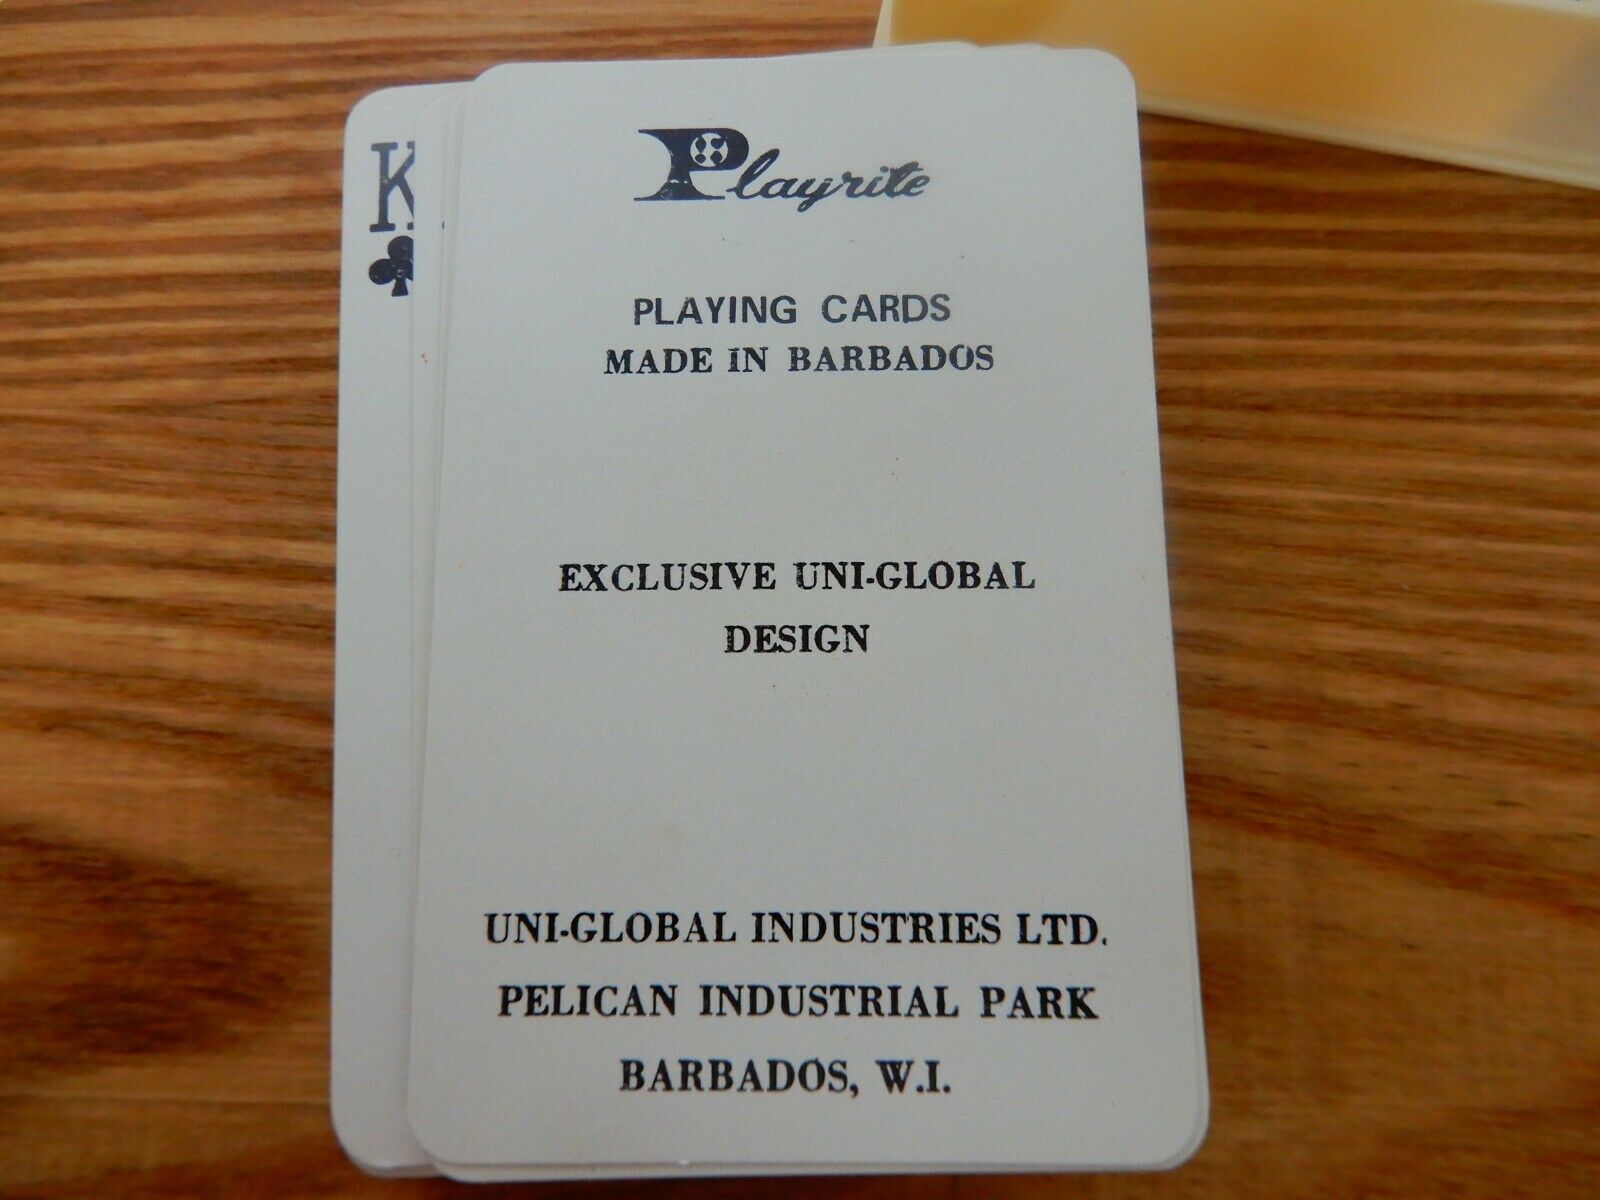 K
Playrite
PLAYING CARDS
MADE IN BARBADOS
EXCLUSIVE UNI-GLOBAL
DESIGN
UNI-GLOBAL INDUSTRIES LTD.
PELICAN INDUSTRIAL PARK
BARBADOS, W.I.